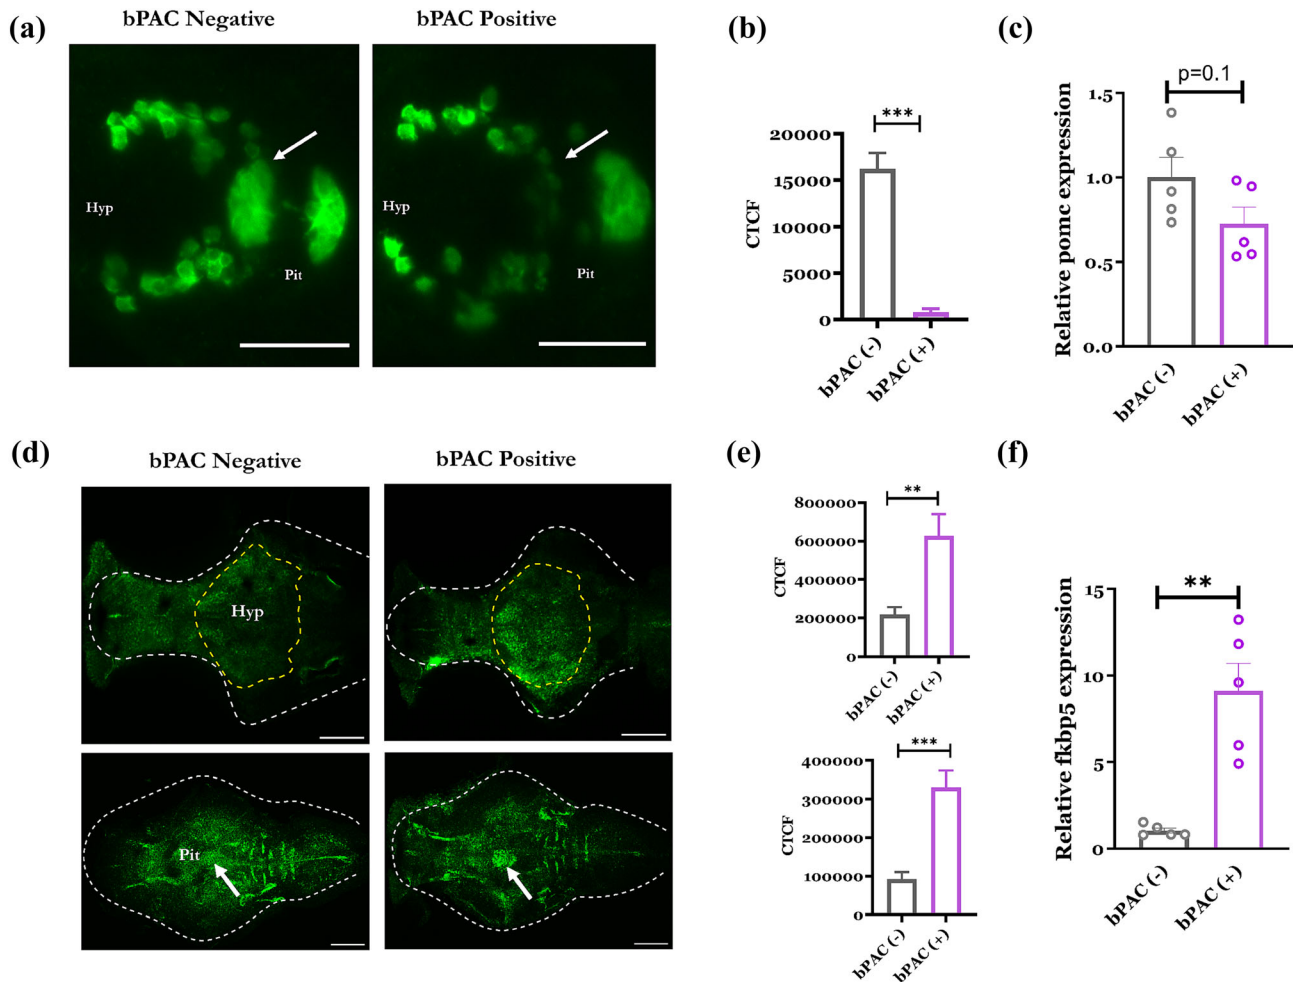 (a)
bPAC Negative
bPAC Positive
Hyp
Pit
Hyp
Pit
(b)
***
20000
15000
10000
5000
0
CTCF
bPAC (-)
bPAC (+)
(c)
p=0.1
1.5
1.0
0.5
0.0
Relative pomc expression
bPAC (-)
bPAC (+)
(d)
bPAC Negative
bPAC Positive
Hyp
Pit
(e)
**
800000
600000
400000
200000
0
CTCF
bPAC (-)
bPAC (+)
***
400000
300000
200000
100000
0
CTCF
bPAC (-)
bPAC (+)
(f)
**
15
10
5
0
Relative fkbp5 expression
bPAC (-)
bPAC (+)